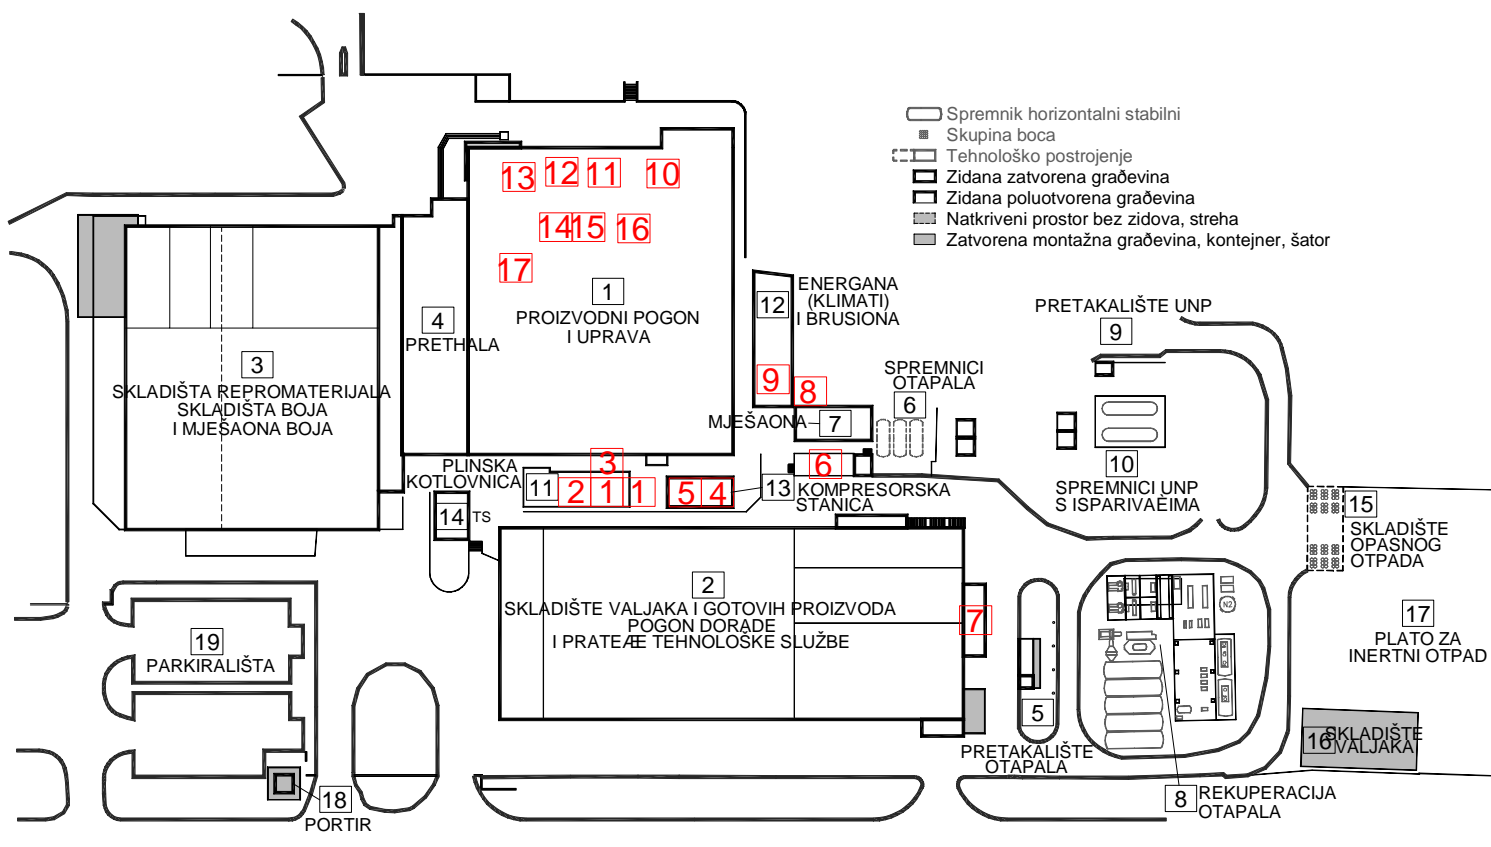 Spremnik horizontalni stabilni
Skupina boca
Tehnološko postrojenje
Zidana zatvorena građevina
Zidana poluotvorena građevina
Natkriveni prostor bez zidova, streha
Zatvorena montažna građevina, kontejner, šator
13
12
11
10
14
15
16
17
1
PROIZVODNI POGON
I UPRAVA
4
PRETHALA
3
SKLADIŠTA REPROMATERIJALA
SKLADIŠTA BOJA
I MJEŠAONA BOJA
12
ENERGANA
(KLIMATI)
I BRUSIONA
9
8
MJEŠAONA
7
SPREMNICI
OTAPALA
6
PRETAKALIŠTE UNP
9
10
SPREMNICI UNP
S ISPARIVAÈIMA
PLINSKA
KOTLOVNICA
11
3
2
1
1
5
4
13
6
KOMPRESORSKA
STANICA
14
TS
15
SKLADIŠTE
OPASNOG
OTPADA
2
SKLADIŠTE VALJAKA I GOTOVIH PROIZVODA
POGON DORADE
I PRATEÆE TEHNOLOŠKE SLUŽBE
7
N2
17
PLATO ZA
INERTNI OTPAD
19
PARKIRALIŠTA
5
PRETAKALIŠTE
OTAPALA
16
SKLADIŠTE
VALJAKA
8
REKUPERACIJA
OTAPALA
18
PORTIR